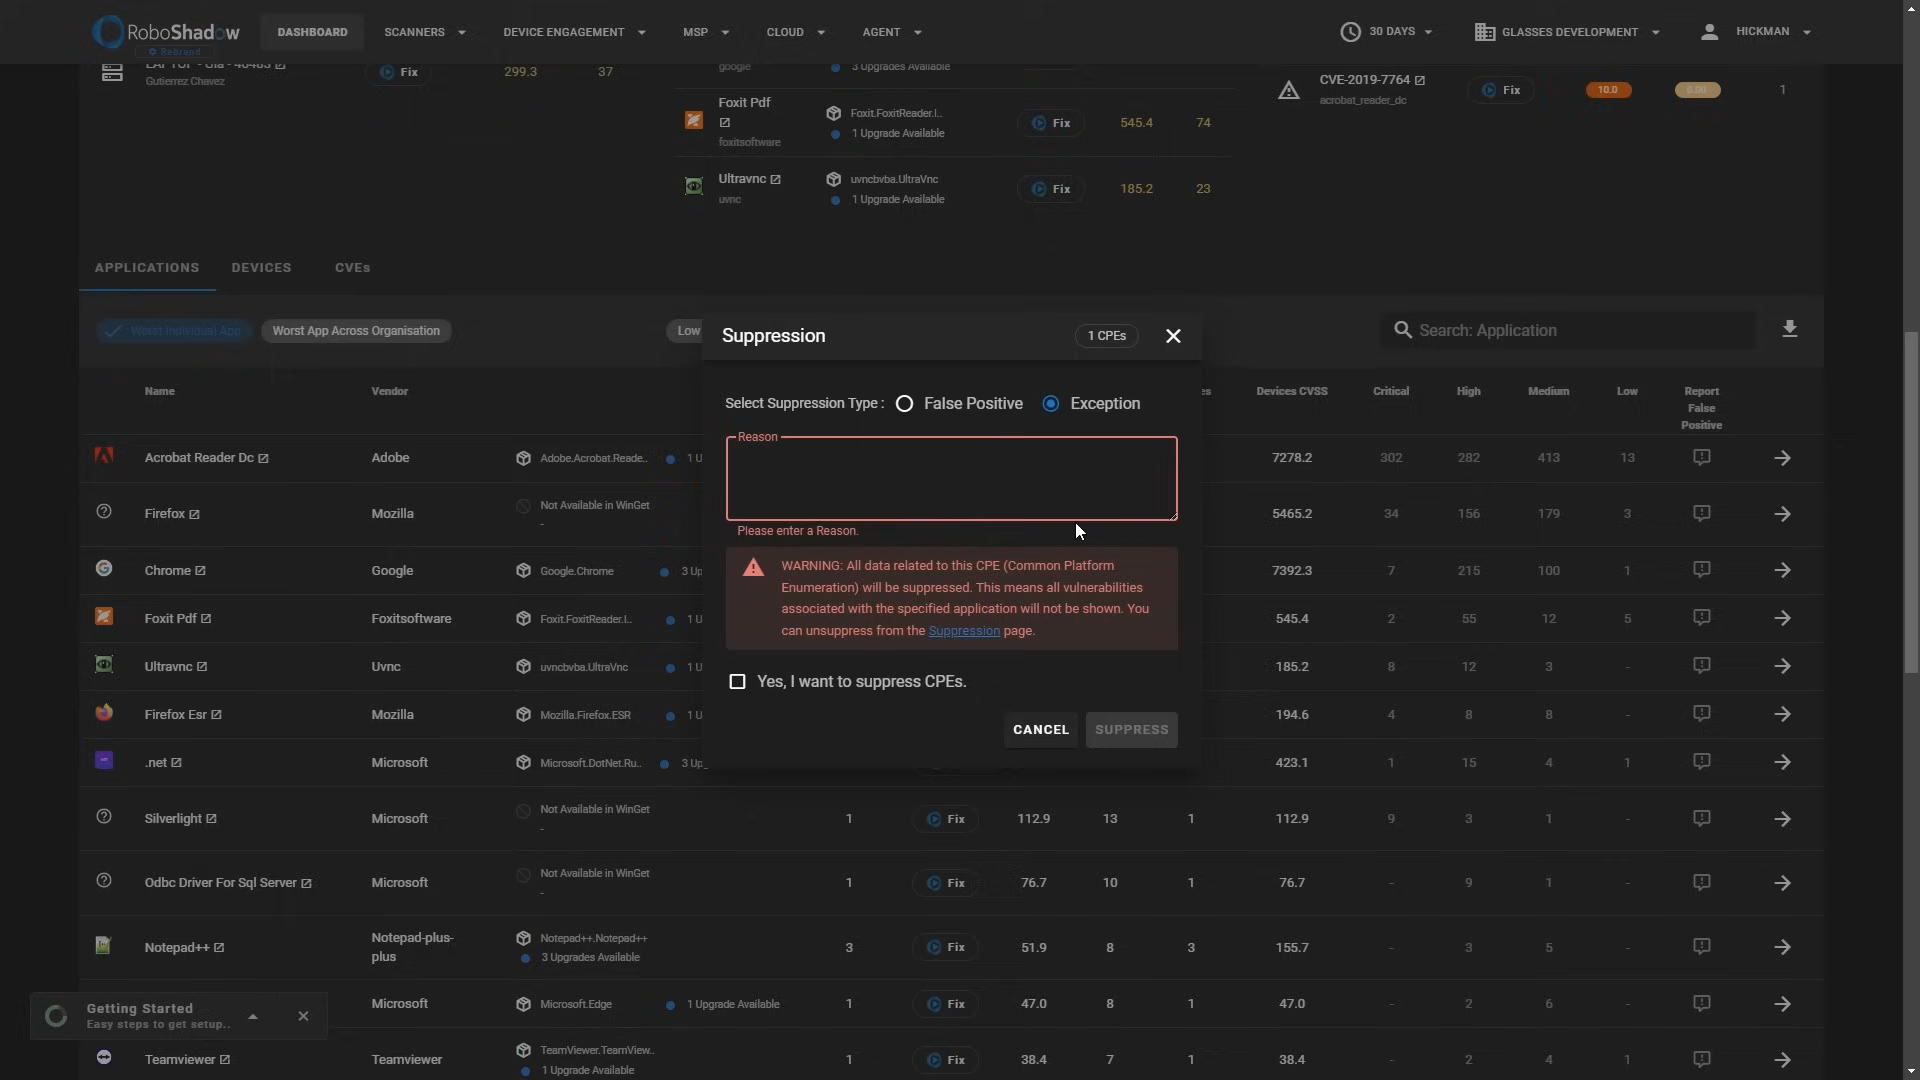 RoboShadow
Rebrand
DASHBOARD
SCANNERS
DEVICE ENGAGEMENT
MSP
CLOUD
AGENT
30 DAYS
GLASSES DEVELOPMENT
HICKMAN
Gutierrez Chavez
Fix
299.3
37
google
3 Upgrades Available
Foxit Pdf
foxitsoftware
Foxit.FoxitReader.I..
1 Upgrade Available
Fix
545.4
74
Ultravnc
uvnc
uvncbvba.UltraVnc
1 Upgrade Available
Fix
185.2
23
CVE-2019-7764
acrobat_reader_dc
Fix
10.0
1
APPLICATIONS
DEVICES
CVEs
Worst Individual App
Worst App Across Organisation
Low
Search: Application
Suppression
1 CPEs
Select Suppression Type :
False Positive
Exception
Reason
Please enter a Reason.
WARNING: All data related to this CPE (Common Platform
Enumeration) will be suppressed. This means all vulnerabilities
associated with the specified application will not be shown. You
can unsuppress from the Suppression page.
Yes, I want to suppress CPEs.
CANCEL
SUPPRESS
Name
Vendor
es
Devices CVSS
Critical
High
Medium
Low
Report
False
Positive
Acrobat Reader Dc
Adobe
Adobe.Acrobat.Reade..
1 U
7278.2
302
282
413
13
Firefox
Mozilla
Not Available in WinGet
-
5465.2
34
156
179
3
Chrome
Google
Google.Chrome
3 Up
7392.3
7
215
100
1
Foxit Pdf
Foxitsoftware
Foxit.FoxitReader.I..
1 U
545.4
2
55
12
5
Ultravnc
Uvnc
uvncbvba.UltraVnc
1 U
185.2
8
12
3
-
Firefox Esr
Mozilla
Mozilla.Firefox.ESR
1 U
194.6
4
8
8
-
.net
Microsoft
Microsoft.DotNet.Ru..
3 Up
423.1
1
15
4
1
Silverlight
Microsoft
Not Available in WinGet
-
1
Fix
112.9
13
1
112.9
9
3
1
-
Odbc Driver For Sql Server
Microsoft
Not Available in WinGet
-
1
Fix
76.7
10
1
76.7
-
9
1
-
Notepad++
Notepad-plus-
plus
Notepad++.Notepad++
3 Upgrades Available
3
Fix
51.9
8
3
155.7
-
3
5
-
Microsoft
Microsoft.Edge
1 Upgrade Available
1
Fix
47.0
8
1
47.0
-
2
6
-
Teamviewer
Teamviewer
TeamViewer.TeamView..
1 Upgrade Available
1
Fix
38.4
7
1
38.4
-
2
4
1
Getting Started
Easy steps to get setup..